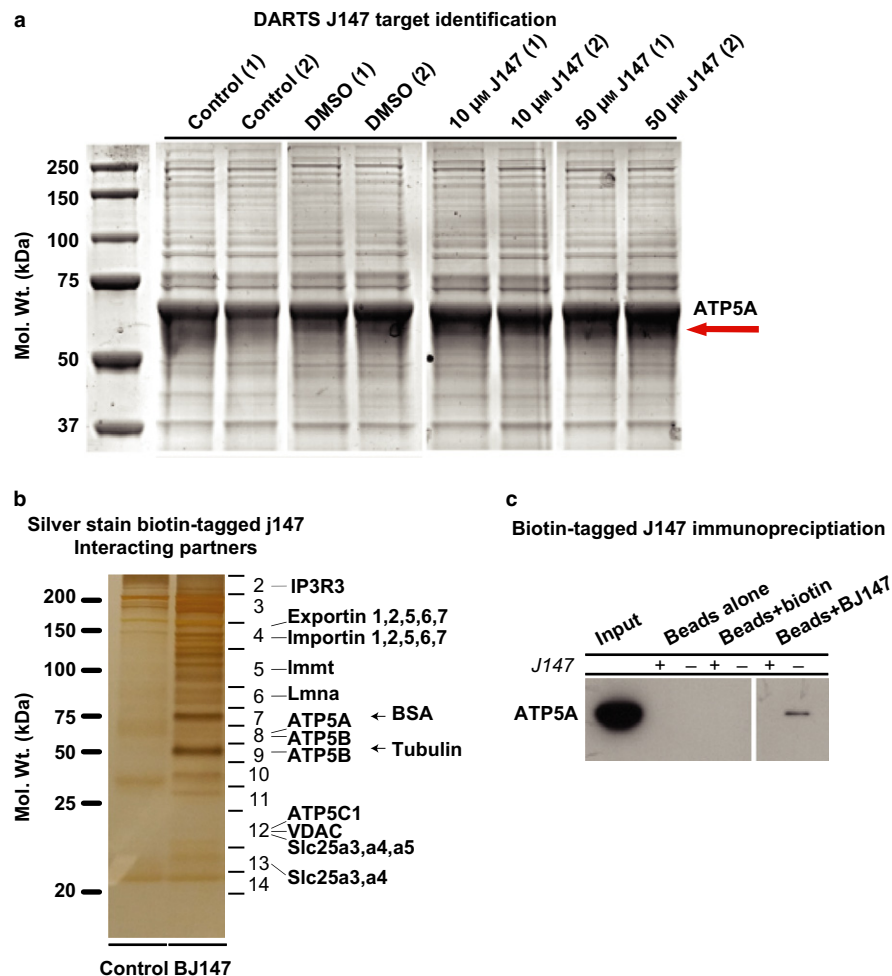 a
DARTS J147 target identification
Control (1)
Control (2)
DMSO (1)
DMSO (2)
10 µM J147 (1)
10 µM J147 (2)
50 µM J147 (1)
50 µM J147 (2)
Mol. Wt. (kDa)
250
150
100
75
50
37
ATP5A
b
Silver stain biotin-tagged j147
Interacting partners
Mol. Wt. (kDa)
200
150
100
75
50
25
20
2
3
4
5
6
7
8
9
10
11
12
13
14
IP3R3
Exportin 1,2,5,6,7
Importin 1,2,5,6,7
Immt
Lmna
ATP5A
ATP5B
ATP5B
BSA
Tubulin
ATP5C1
VDAC
Slc25a3,a4,a5
Slc25a3,a4
Control BJ147
c
Biotin-tagged J147 immunopreciptiation
Input
Beads alone
Beads+biotin
Beads+BJ147
J147 + – + – + –
ATP5A